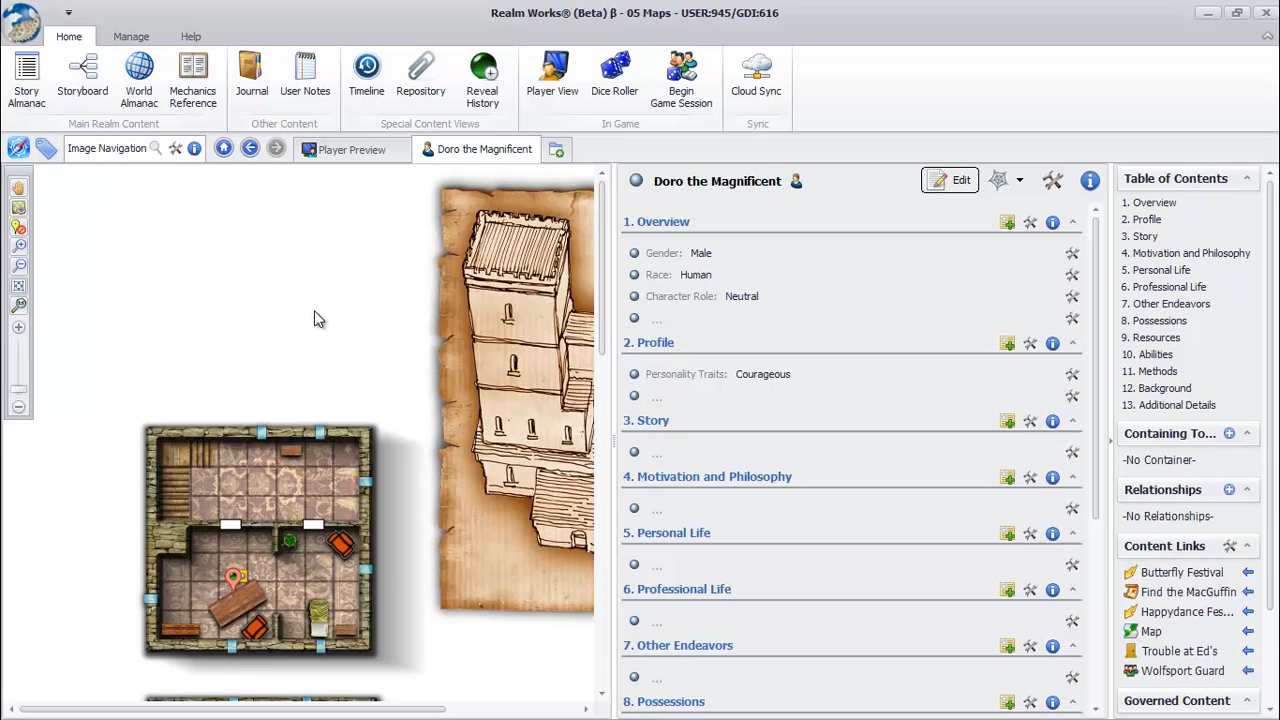 Realm Works® (Beta) β - 05 Maps - USER:945/GDI:616
Home Manage Help
Story Almanac
Storyboard
World Almanac
Mechanics Reference
Journal
User Notes
Timeline
Repository
Reveal History
Player View
Dice Roller
Begin Game Session
Cloud Sync
Main Realm Content
Other Content
Special Content Views
In Game
Sync
Image Navigation
Player Preview
Doro the Magnificent
Doro the Magnificent
Edit
1. Overview
Gender: Male
Race: Human
Character Role: Neutral
...
2. Profile
Personality Traits: Courageous
...
3. Story
...
4. Motivation and Philosophy
...
5. Personal Life
...
6. Professional Life
...
7. Other Endeavors
...
8. Possessions
Table of Contents
1. Overview
2. Profile
3. Story
4. Motivation and Philosophy
5. Personal Life
6. Professional Life
7. Other Endeavors
8. Possessions
9. Resources
10. Abilities
11. Methods
12. Background
13. Additional Details
Containing To...
-No Container-
Relationships
-No Relationships-
Content Links
Butterfly Festival
Find the MacGuffin
Happydance Fes...
Map
Trouble at Ed's
Wolfsport Guard
Governed Content